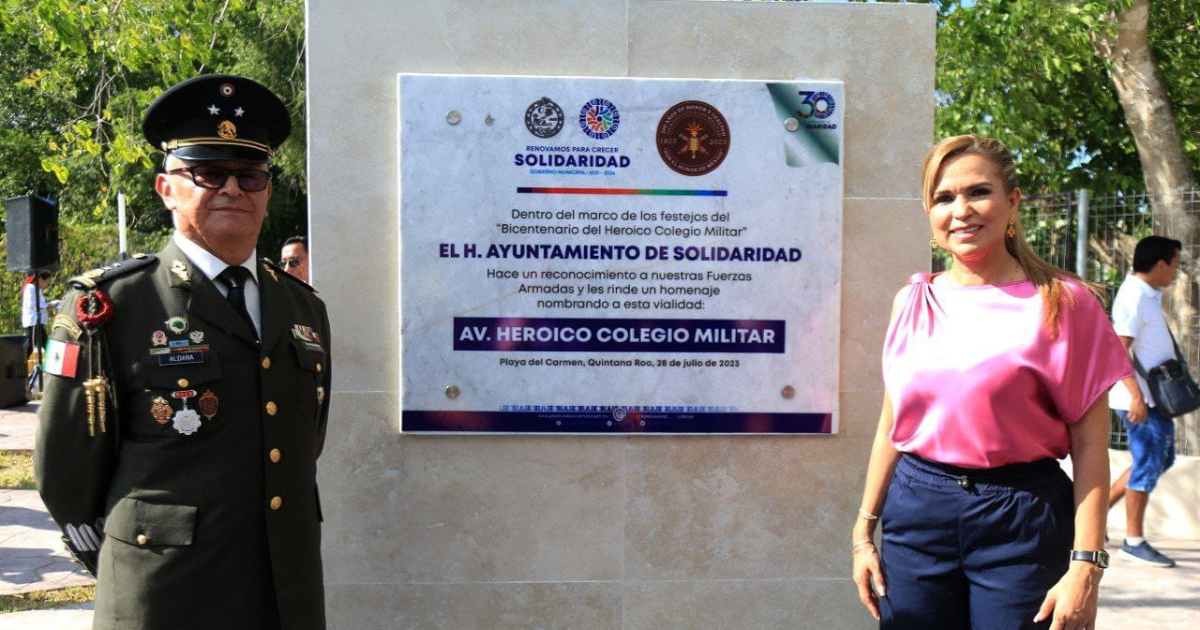 RENOVAMOS PARA CRECER
SOLIDARIDAD
GOBIERNO MUNICIPAL 2021 - 2024
1823
2023
30
Dentro del marco de los festejos del
"Bicentenario del Heroico Colegio Militar"
EL H. AYUNTAMIENTO DE SOLIDARIDAD
Hace un reconocimiento a nuestras Fuerzas
Armadas y les rinde un homenaje
nombrando a esta vialidad:
AV. HEROICO COLEGIO MILITAR
Playa del Carmen, Quintana Roo, 28 de julio de 2023
ALDANA